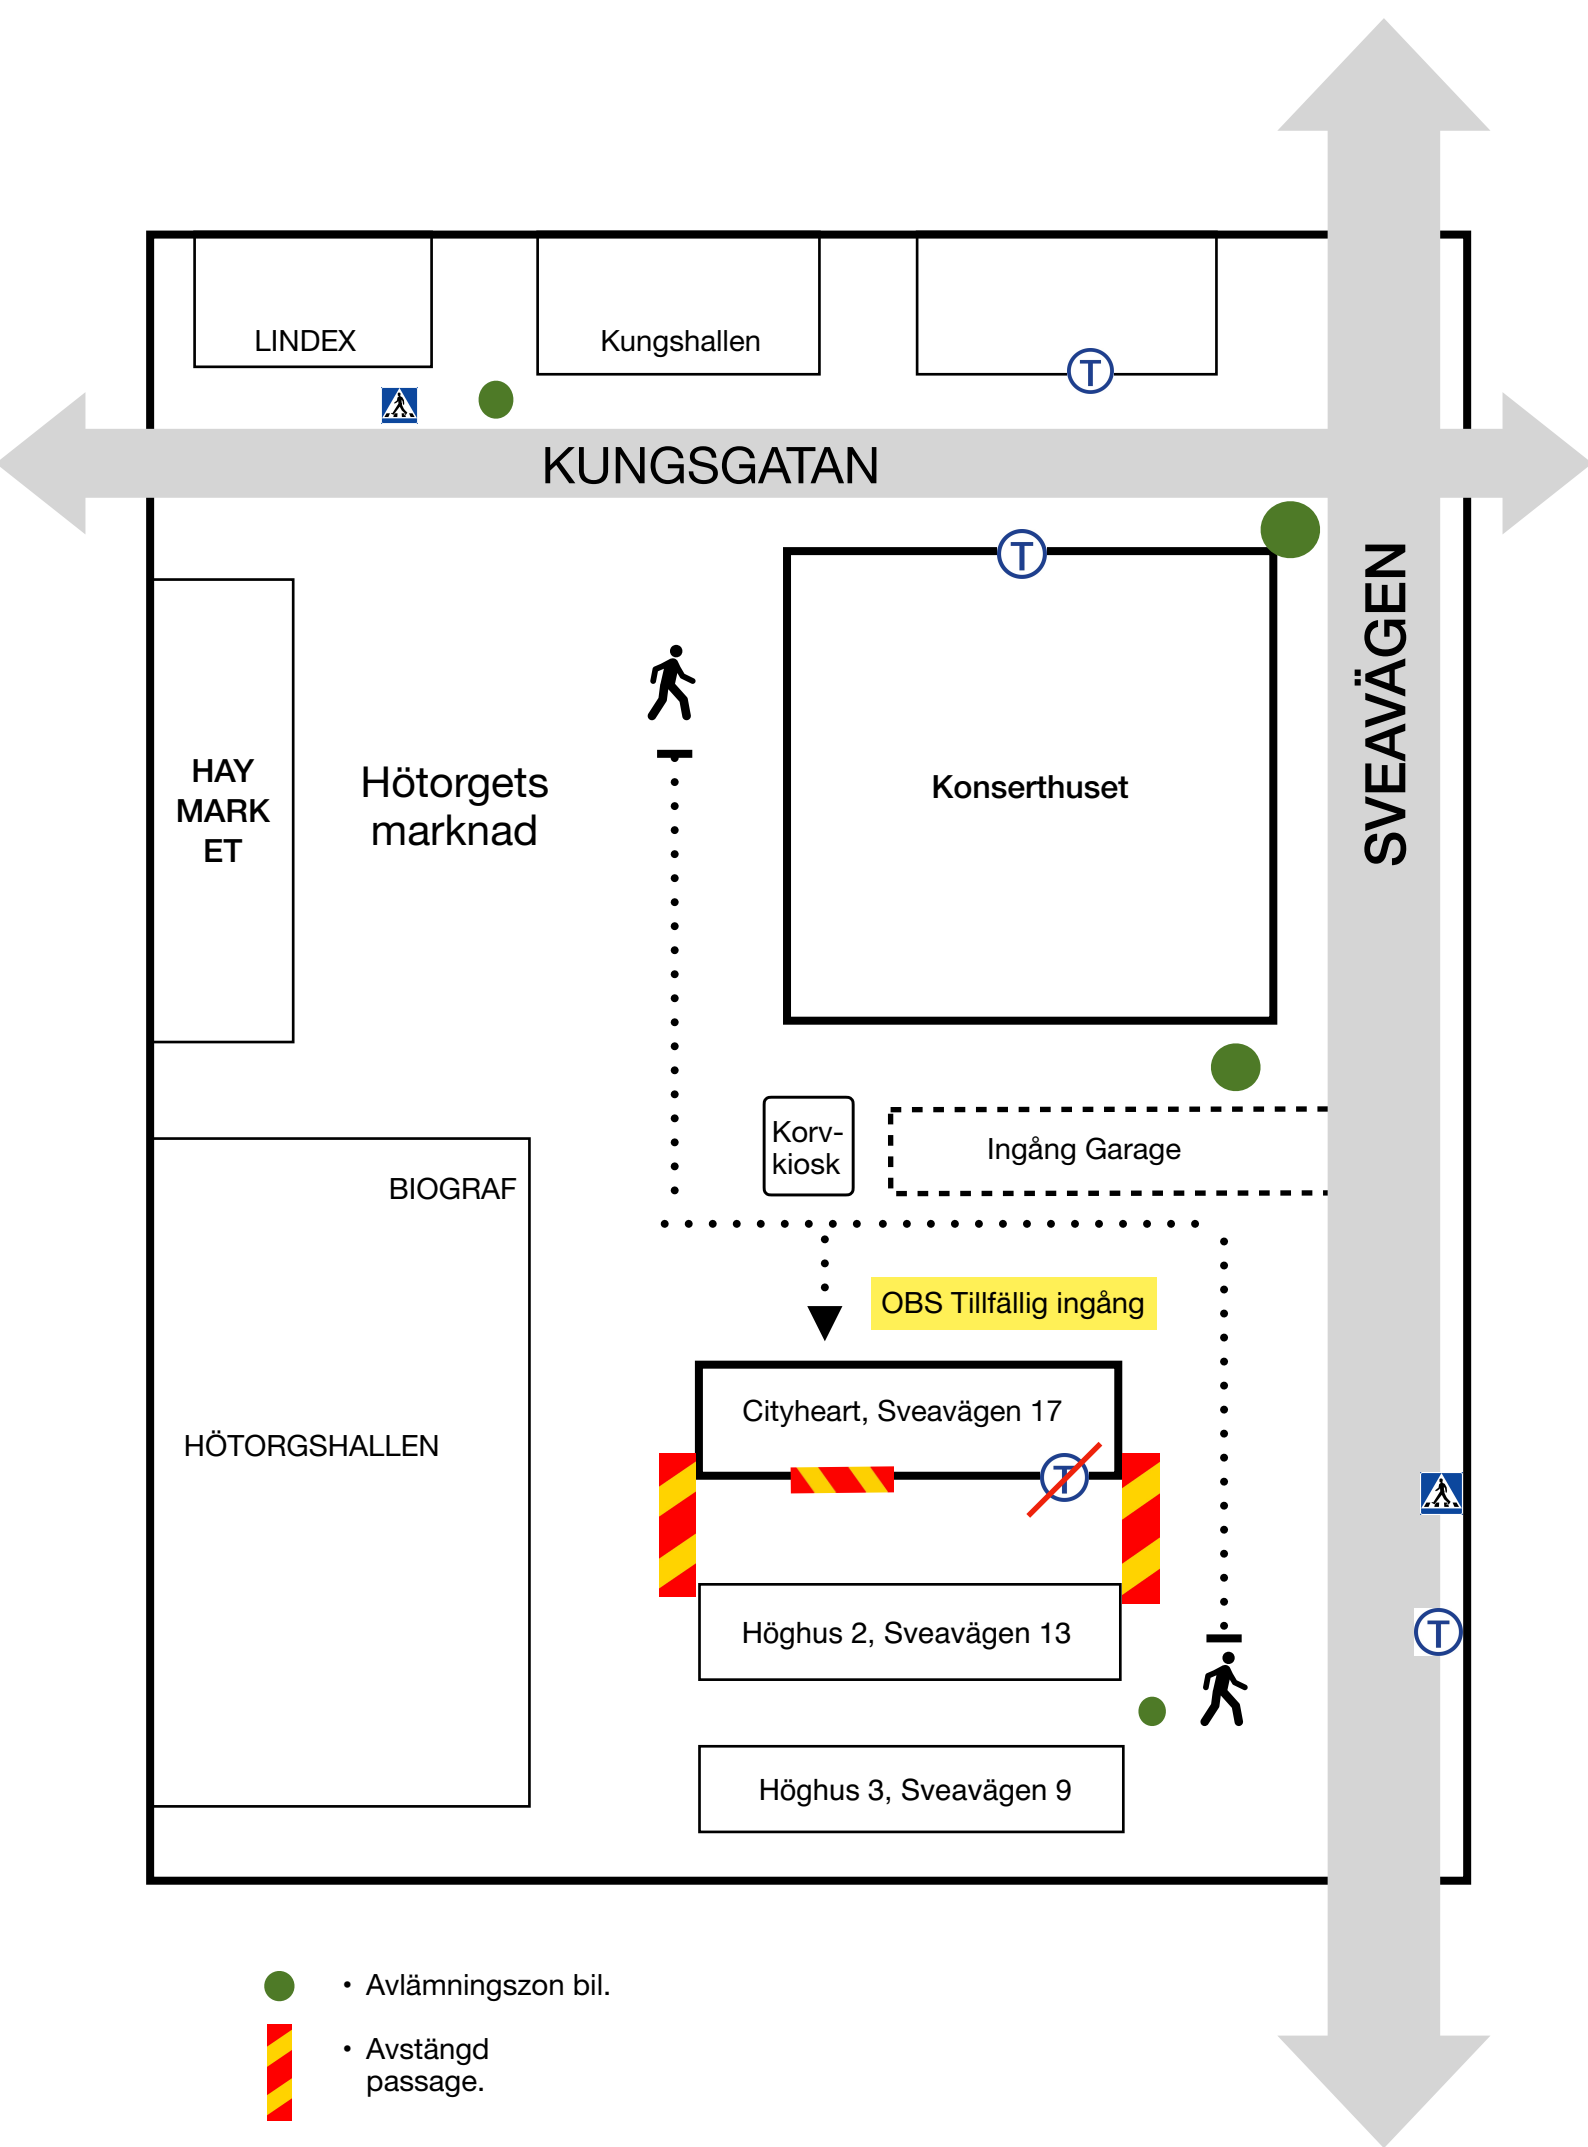 LINDEX
Kungshallen
T
KUNGSGATAN
T
SVEAVÄGEN
HAY
MARK
ET
Hötorgets
marknad
Konserthuset
Korv-
kiosk
Ingång Garage
BIOGRAF
OBS Tillfällig ingång
Cityheart, Sveavägen 17
HÖTORGSHALLEN
T
T
Höghus 2, Sveavägen 13
Höghus 3, Sveavägen 9
• Avlämningszon bil.
• Avstängd
passage.